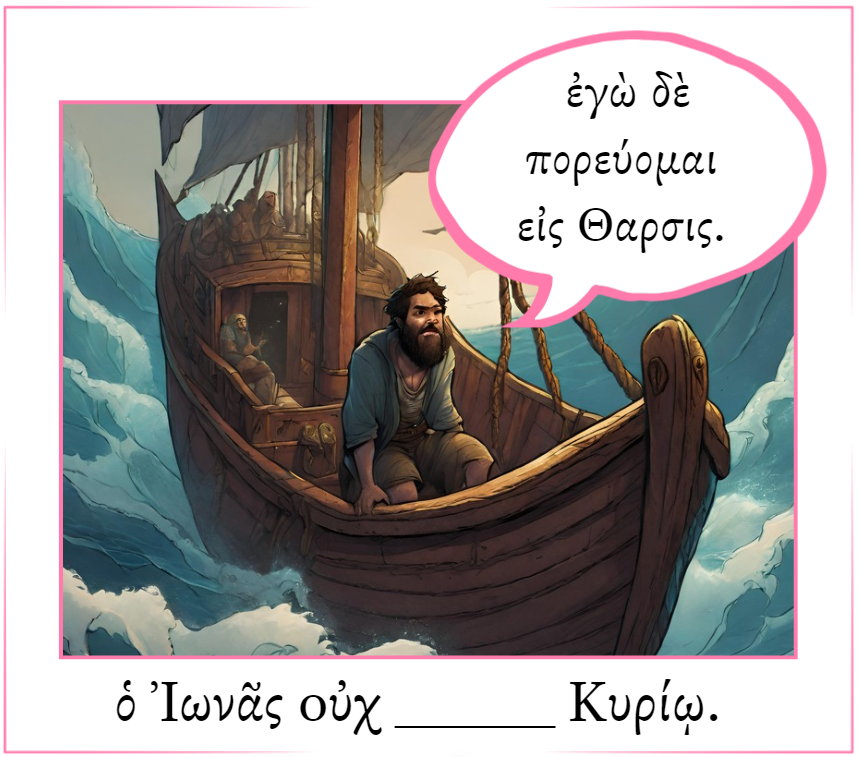 ἐγὼ δὲ
πορεύομαι
εἰς Θαρσις.
ὁ Ἰωνᾶς οὐχ ______ Κυρίῳ.